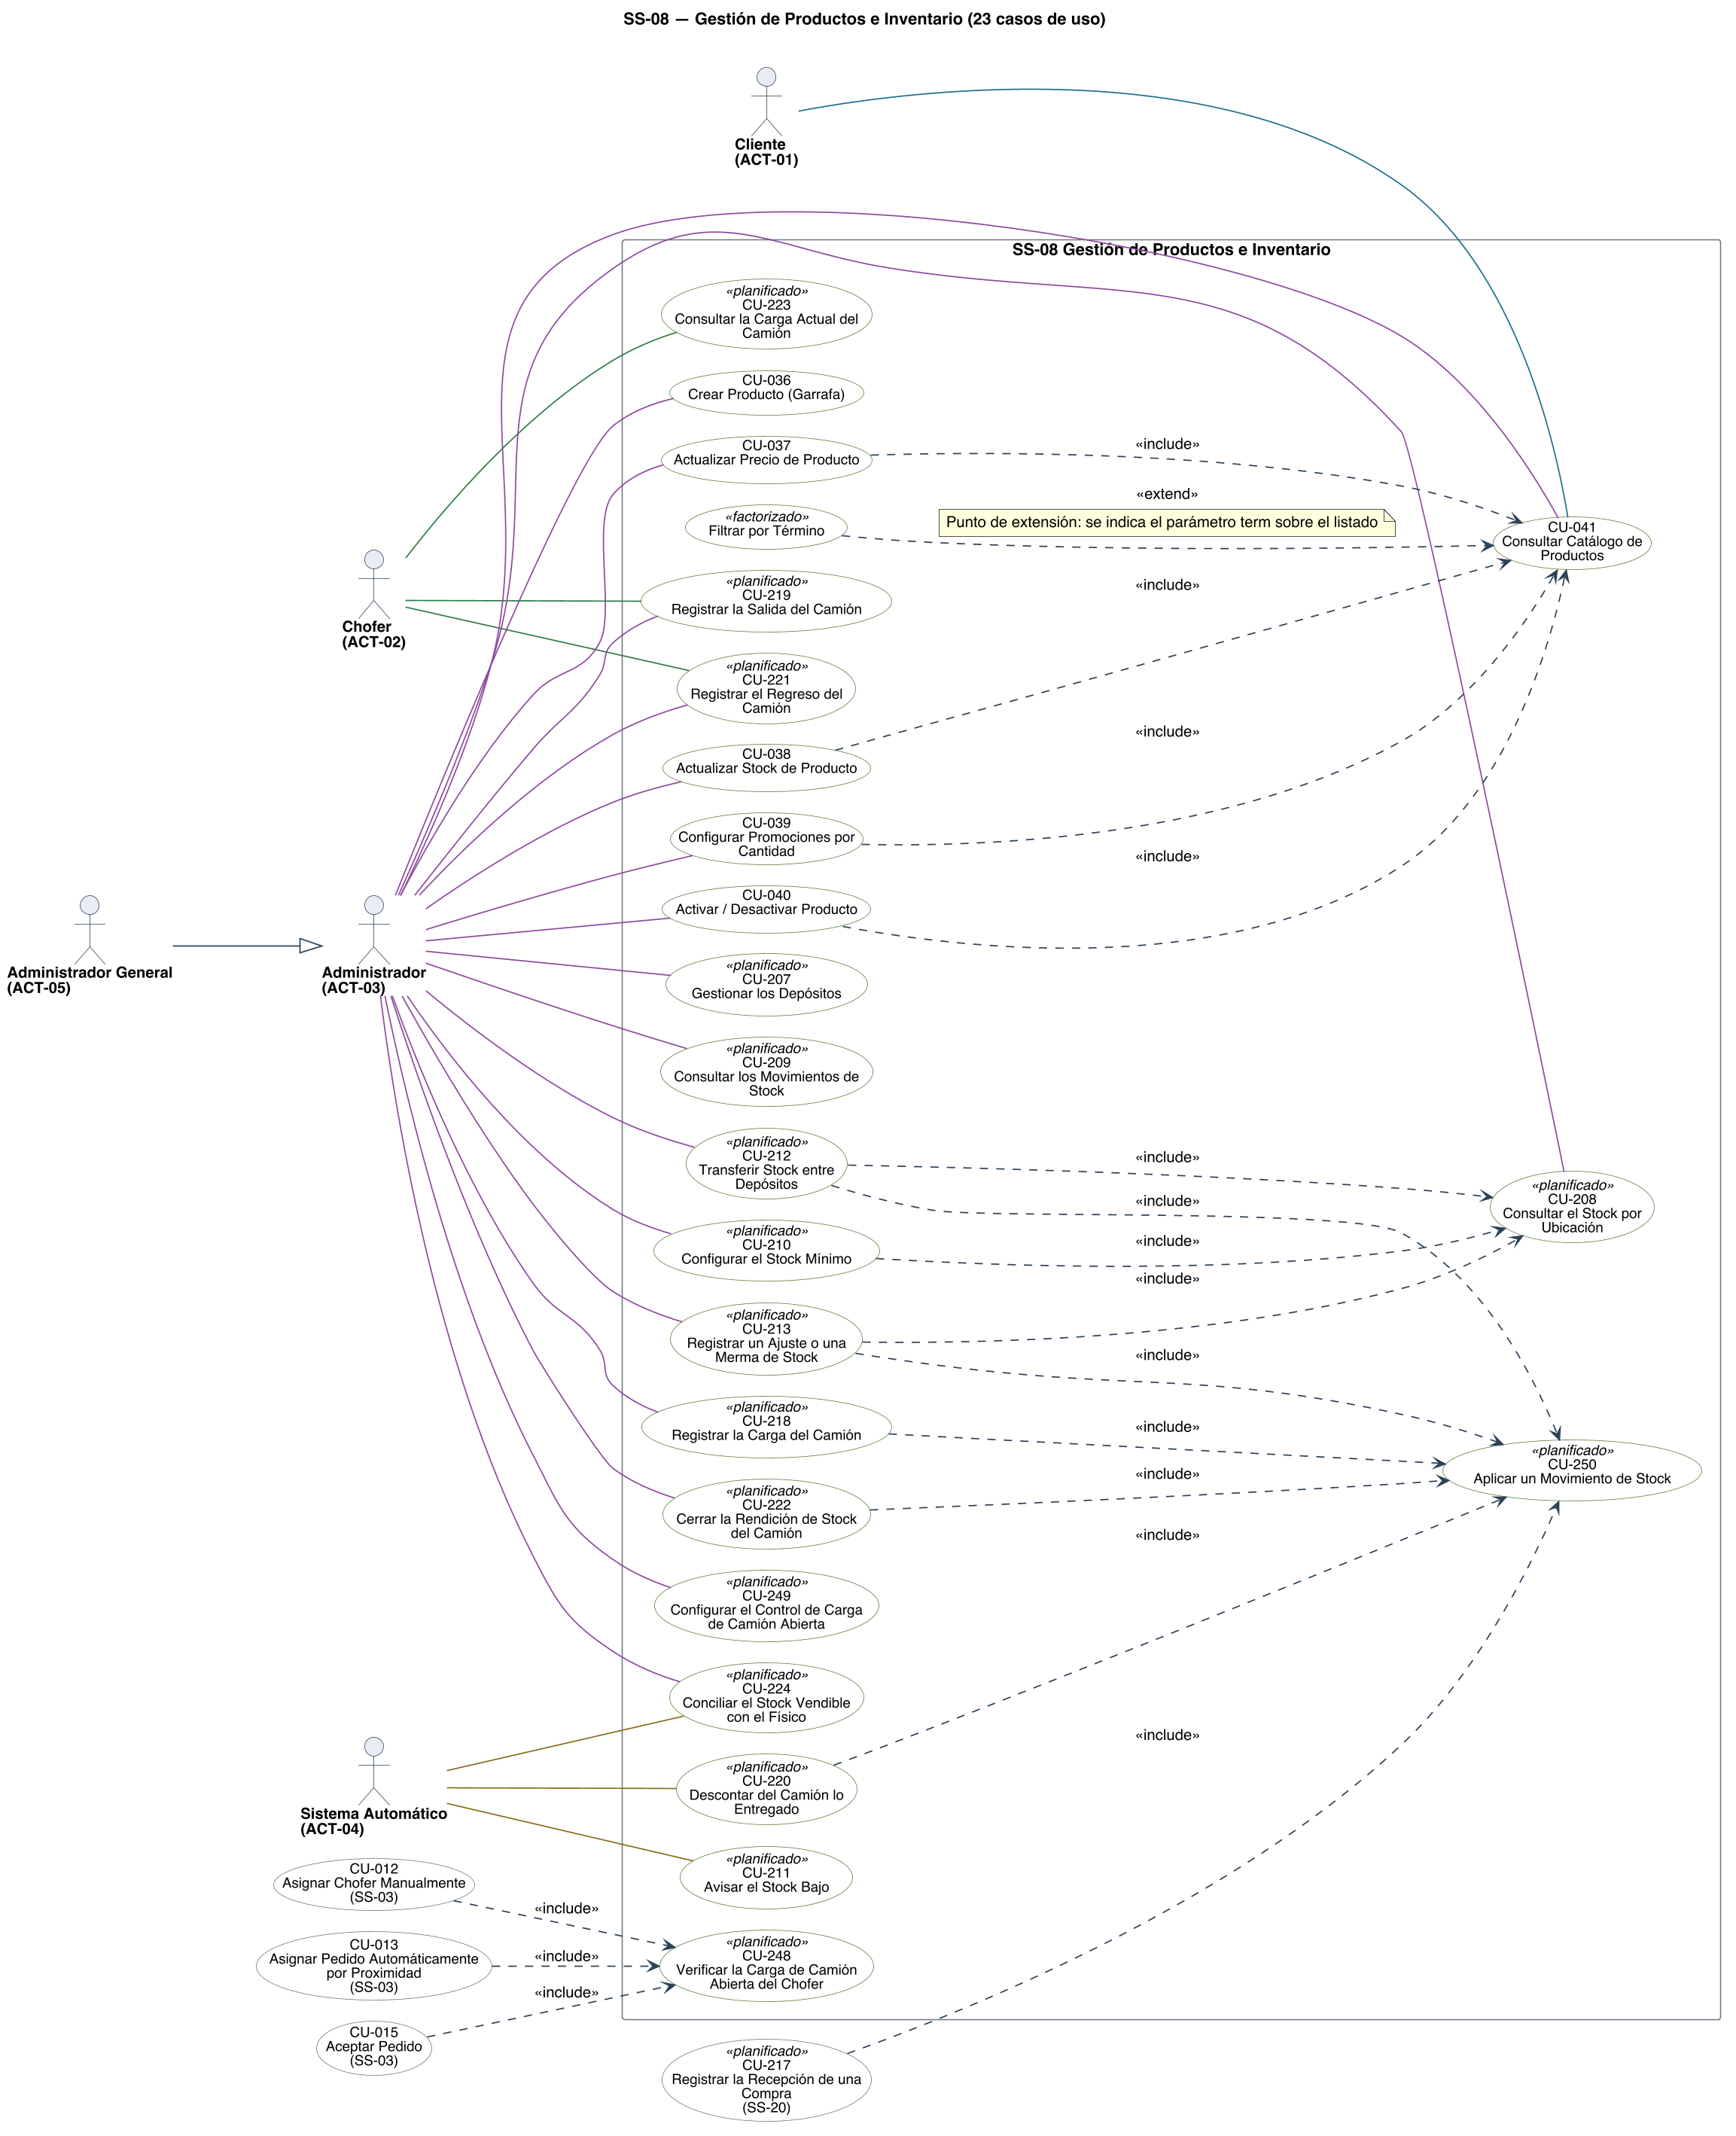 SS-08 — Gestión de Productos e Inventario (23 casos de uso)
Cliente
(ACT-01)
SS-08 Gestión de Productos e Inventario
«planificado»
CU-223
Consultar la Carga Actual del
Camión
CU-036
Crear Producto (Garrafa)
CU-037
Actualizar Precio de Producto
«include»
«extend»
«factorizado»
Filtrar por Término
Punto de extensión: se indica el parámetro term sobre el listado
CU-041
Consultar Catálogo de
Productos
«planificado»
CU-219
Registrar la Salida del Camión
«include»
Chofer
(ACT-02)
«planificado»
CU-221
Registrar el Regreso del
Camión
«include»
CU-038
Actualizar Stock de Producto
CU-039
Configurar Promociones por
Cantidad
«include»
CU-040
Activar / Desactivar Producto
Administrador General
(ACT-05)
Administrador
(ACT-03)
«planificado»
CU-207
Gestionar los Depósitos
«planificado»
CU-209
Consultar los Movimientos de
Stock
«planificado»
CU-212
Transferir Stock entre
Depósitos
«include»
«include»
«planificado»
CU-208
Consultar el Stock por
Ubicación
«planificado»
CU-210
Configurar el Stock Mínimo
«include»
«include»
«planificado»
CU-213
Registrar un Ajuste o una
Merma de Stock
«include»
«planificado»
CU-218
Registrar la Carga del Camión
«include»
«planificado»
CU-250
Aplicar un Movimiento de Stock
«include»
«planificado»
CU-222
Cerrar la Rendición de Stock
del Camión
«include»
«planificado»
CU-249
Configurar el Control de Carga
de Camión Abierta
«planificado»
CU-224
Conciliar el Stock Vendible
con el Físico
«include»
Sistema Automático
(ACT-04)
«planificado»
CU-220
Descontar del Camión lo
Entregado
«planificado»
CU-211
Avisar el Stock Bajo
CU-012
Asignar Chofer Manualmente
(SS-03)
«include»
CU-013
Asignar Pedido Automáticamente
por Proximidad
(SS-03)
«include»
«planificado»
CU-248
Verificar la Carga de Camión
Abierta del Chofer
«include»
CU-015
Aceptar Pedido
(SS-03)
«planificado»
CU-217
Registrar la Recepción de una
Compra
(SS-20)